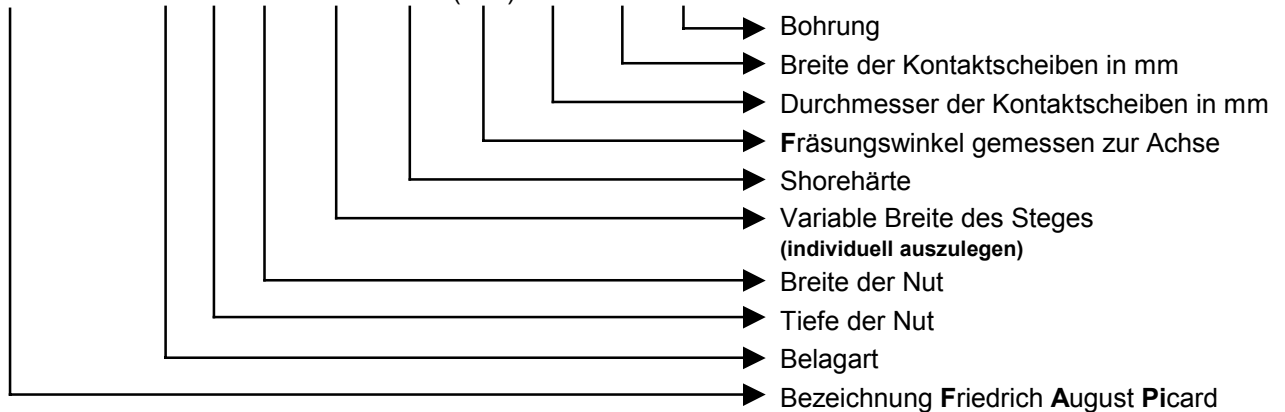 Bohrung
Breite der Kontaktscheiben in mm
Durchmesser der Kontaktscheiben in mm
Fräsungswinkel gemessen zur Achse
Shorehärte
Variable Breite des Steges
(individuell auszulegen)
Breite der Nut
Tiefe der Nut
Belagart
Bezeichnung Friedrich August Picard